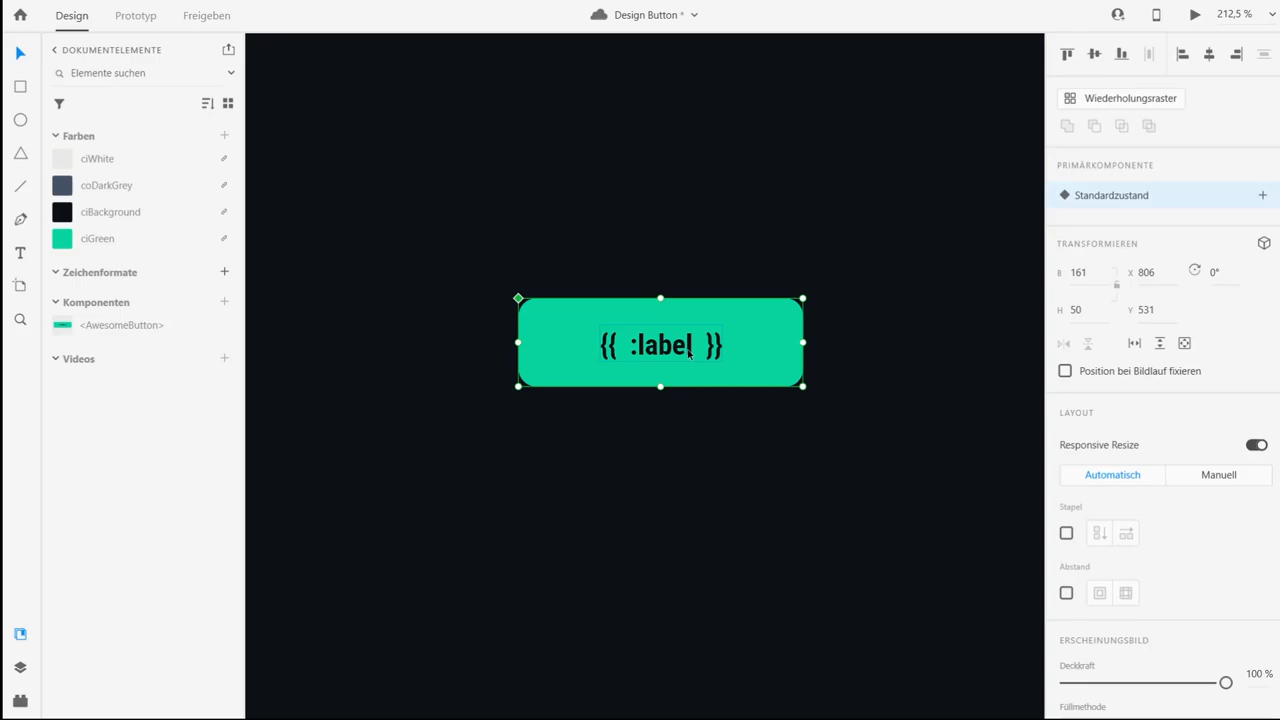 Design Prototyp Freigeben
Design Button *
212,5 %
DOKUMENTELEMENTE
Elemente suchen
Farben
ciWhite
coDarkGrey
ciBackground
ciGreen
Zeichenformate
Komponenten
<AwesomeButton>
Videos
{{ :label }}
Wiederholungsraster
PRIMÄRKOMPONENTE
Standardzustand
TRANSFORMIEREN
B 161 X 806 0°
H 50 Y 531
Position bei Bildlauf fixieren
LAYOUT
Responsive Resize
Automatisch Manuell
Stapel
Abstand
ERSCHEINUNGSBILD
Deckkraft
100 %
Füllmethode